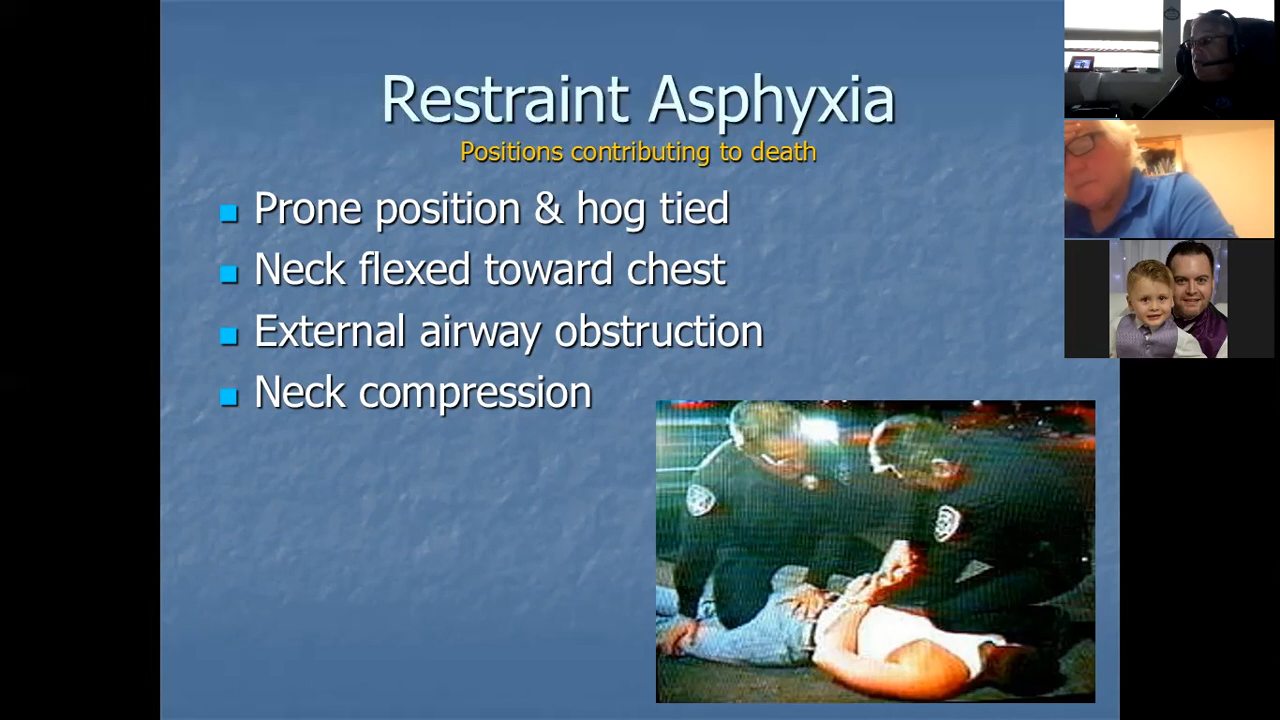 Restraint Asphyxia
Positions contributing to death
Prone position & hog tied
Neck flexed toward chest
External airway obstruction
Neck compression